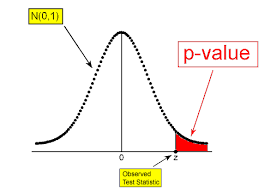 N(0,1)
p-value
0
z
Observed
Test Statistic